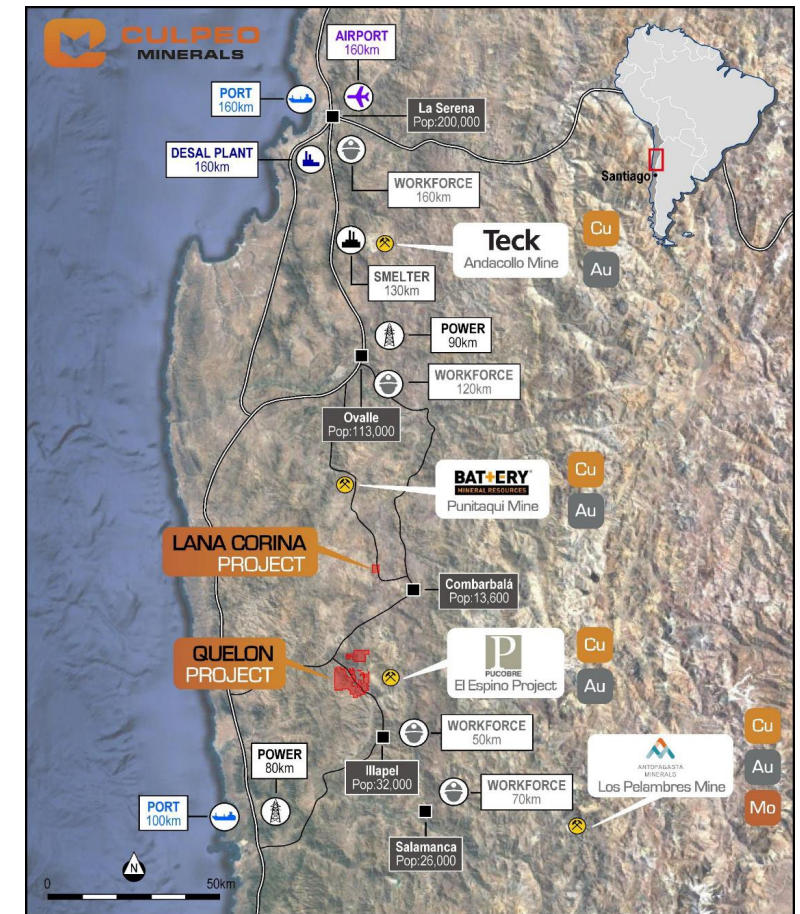 CULPEO
MINERALS
AIRPORT
160km
PORT
160km
La Serena
Pop:200,000
DESAL PLANT
160km
WORKFORCE
160km
Santiago
Teck
Andacollo Mine
Cu
Au
SMELTER
130km
POWER
90km
WORKFORCE
120km
Ovalle
Pop:113,000
BATTERY
MINERAL RESOURCES
Punitaqui Mine
Cu
Au
LANA CORINA
PROJECT
Combarbalá
Pop:13,600
QUELON
PROJECT
P
PUCOBRE
El Espino Project
Cu
Au
WORKFORCE
50km
POWER
80km
Illapel
Pop:32,000
ANTOFAGASTA
MINERALS
Los Pelambres Mine
Cu
Au
Mo
WORKFORCE
70km
PORT
100km
Salamanca
Pop:26,000
N
0 50km